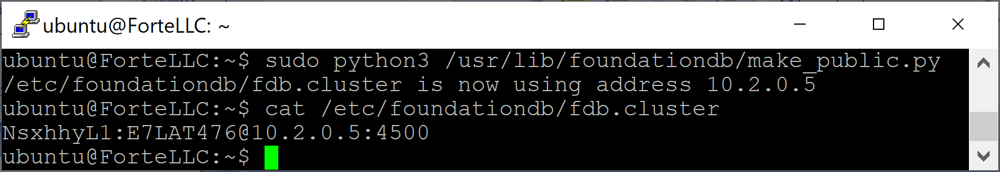 ubuntu@ForteLLC: ~
ubuntu@ForteLLC:~$ sudo python3 /usr/lib/foundationdb/make_public.py
/etc/foundationdb/fdb.cluster is now using address 10.2.0.5
ubuntu@ForteLLC:~$ cat /etc/foundationdb/fdb.cluster
NsxhhyL1:E7LAT476@10.2.0.5:4500
ubuntu@ForteLLC:~$